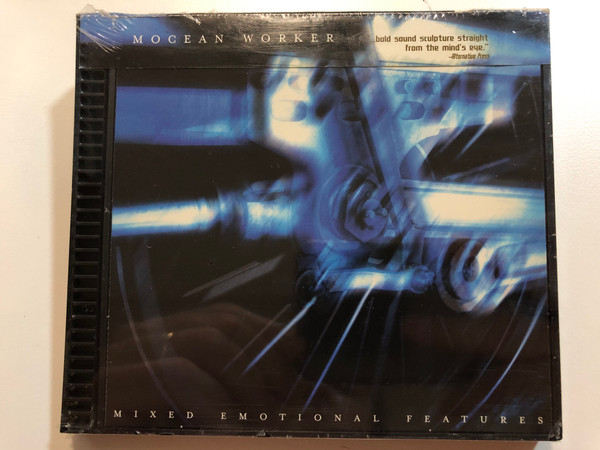 MOCEAN WORKER
bold sound sculpture straight
from the mind's eye."
—Alternative Press
MIXED EMOTIONAL FEATURES